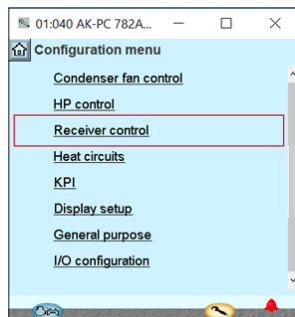 01:040 AK-PC 782A...
Configuration menu
Condenser fan control
HP control
Receiver control
Heat circuits
KPI
Display setup
General purpose
I/O configuration